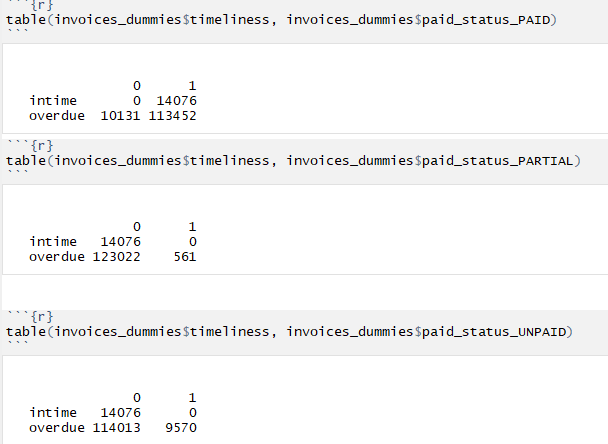 ```{r}
table(invoices_dummies$timeliness, invoices_dummies$paid_status_PAID)
```
0 1
intime 0 14076
overdue 10131 113452
```{r}
table(invoices_dummies$timeliness, invoices_dummies$paid_status_PARTIAL)
```
0 1
intime 14076 0
overdue 123022 561
```{r}
table(invoices_dummies$timeliness, invoices_dummies$paid_status_UNPAID)
```
0 1
intime 14076 0
overdue 114013 9570